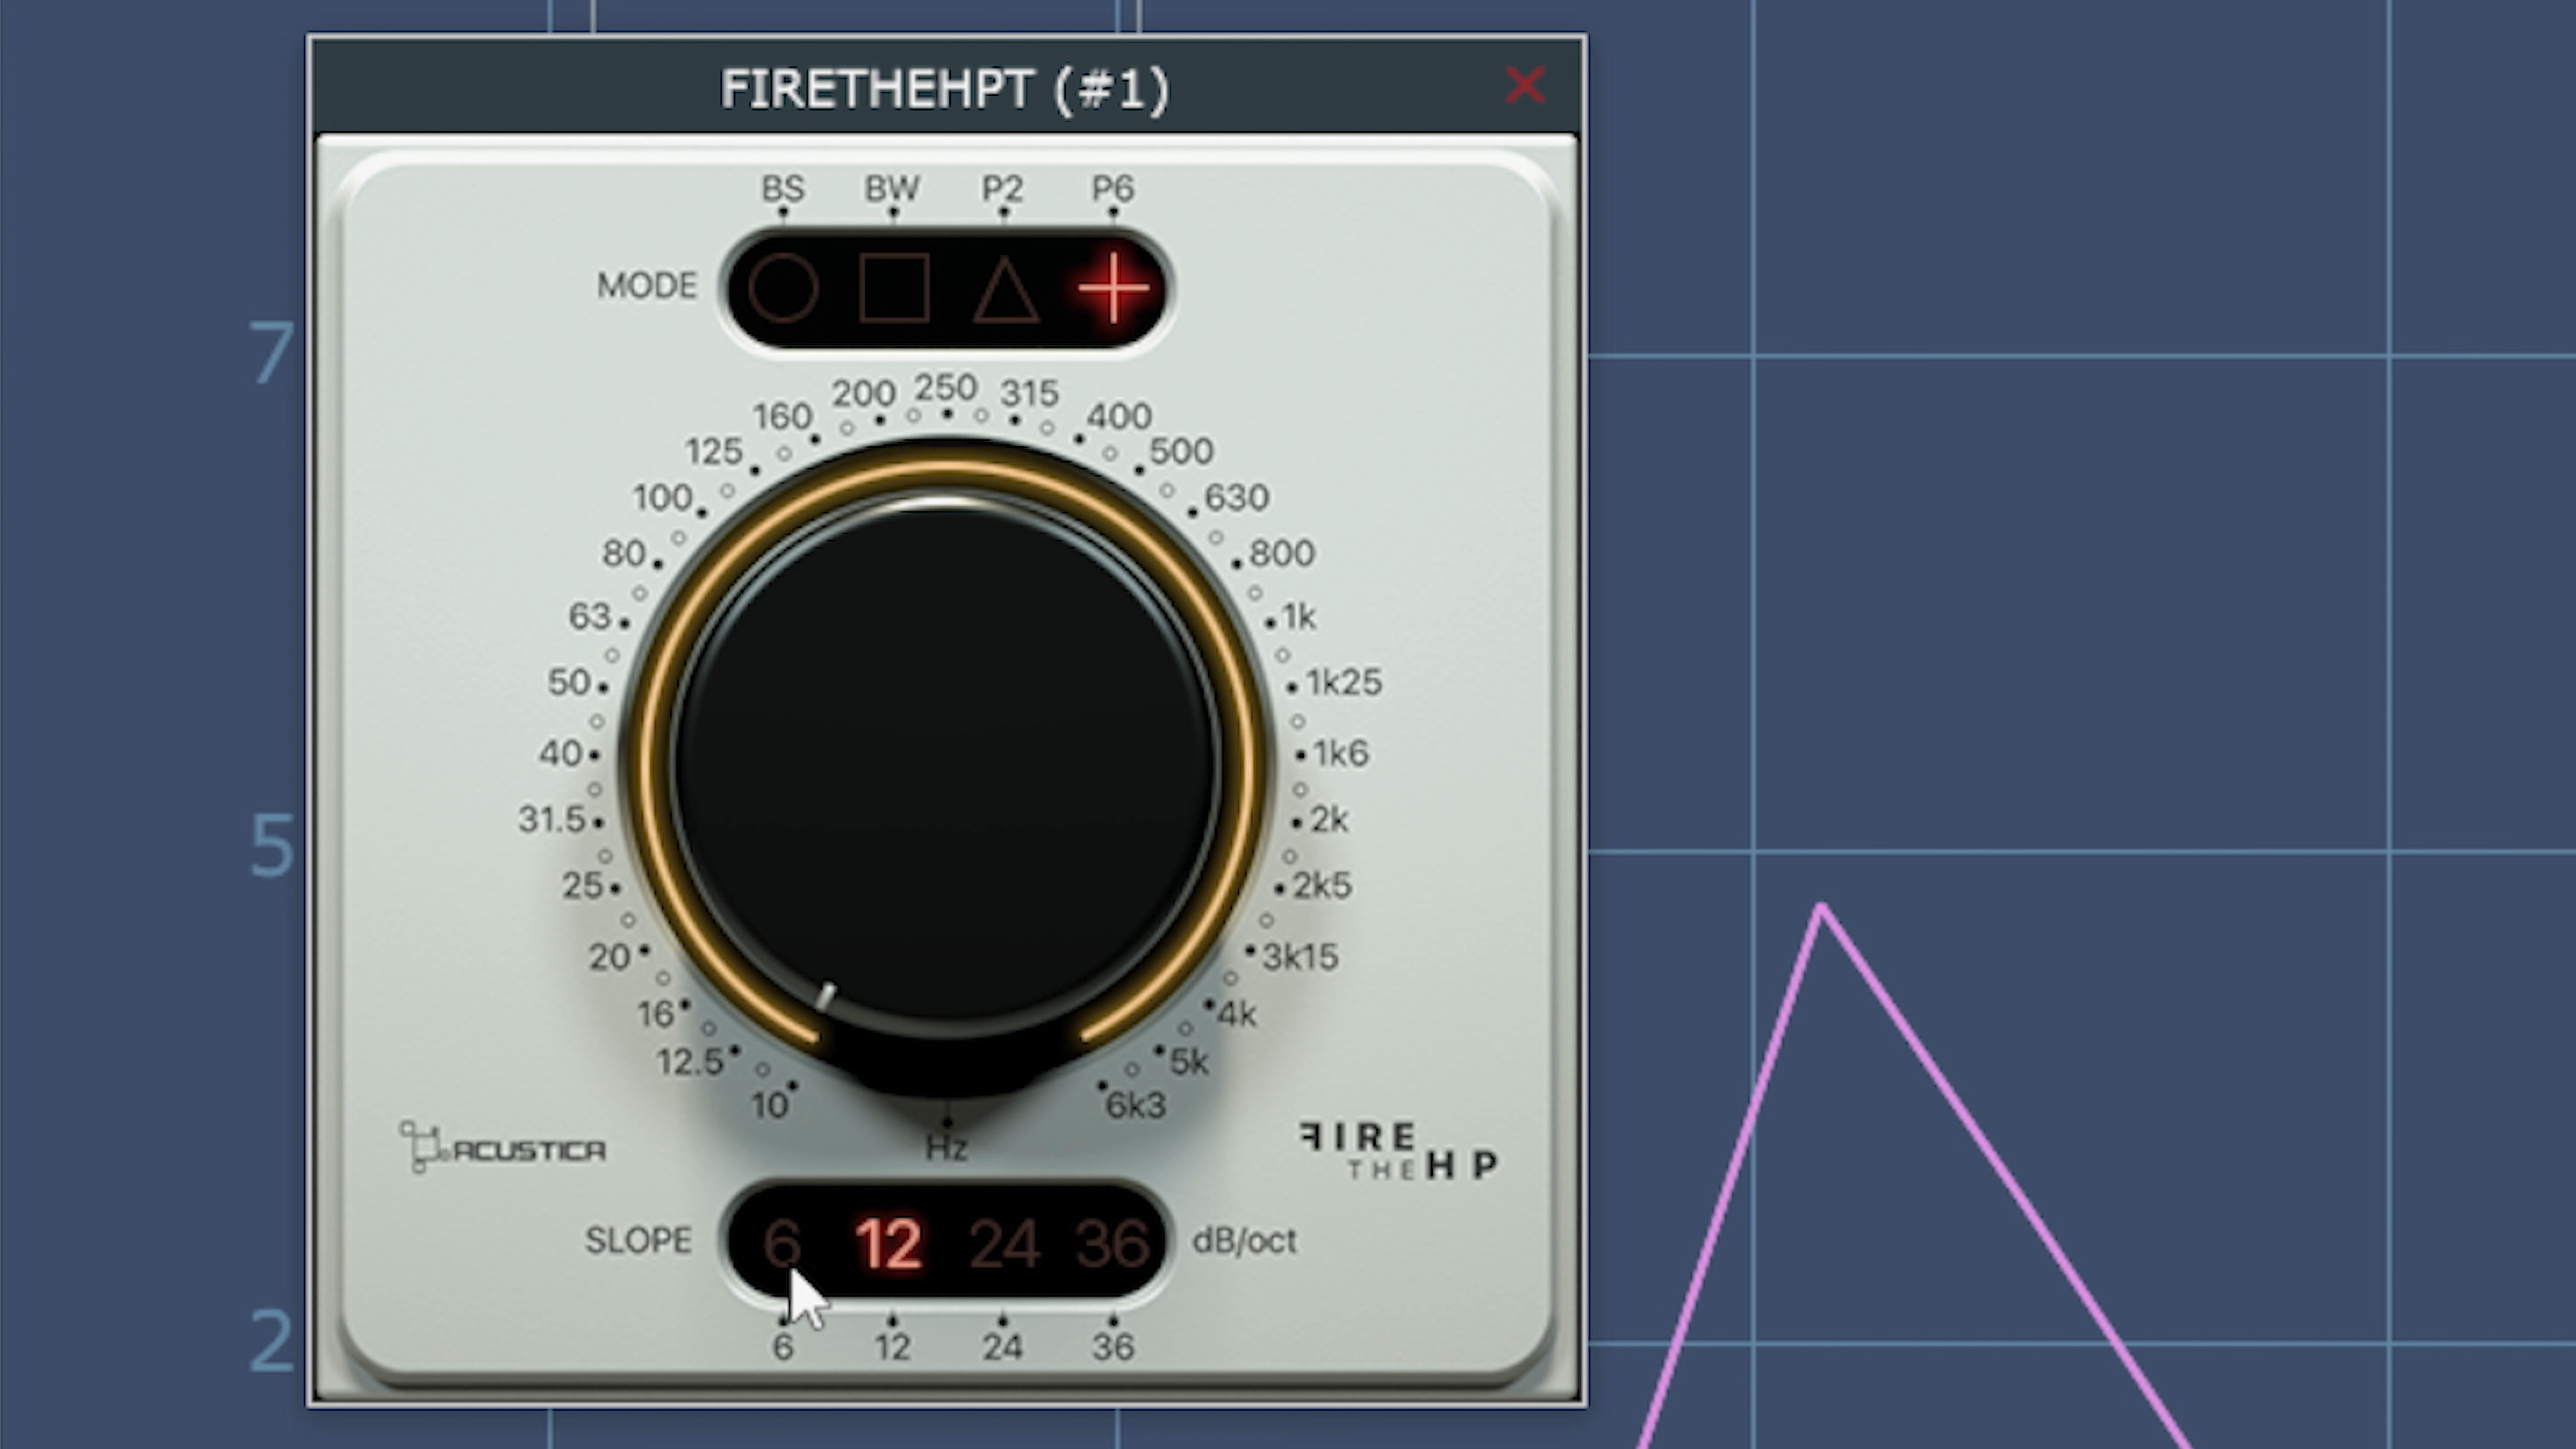 FIRETHEHPT (#1)
BS BW P2 P6
MODE
200 250 315
160 400
125 500
100 630
80 800
63 1k
50 1k25
40 1k6
31.5 2k
25 2k5
20 3k15
16 4k
12.5 5k
10 6k3
Hz
ACUSTICA
FIRE
THE HP
SLOPE 6 12 24 36 dB/oct
6 12 24 36
7
5
2